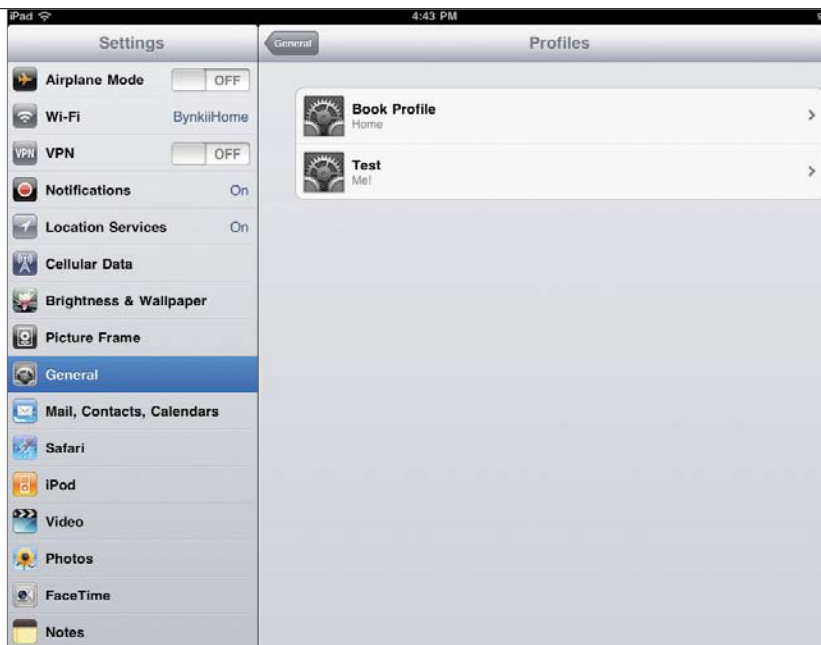 iPad 4:43 PM
Settings
General
Profiles
Airplane Mode OFF
Wi-Fi BynkiiHome
VPN VPN OFF
Notifications On
Location Services On
Cellular Data
Brightness & Wallpaper
Picture Frame
General
Mail, Contacts, Calendars
Safari
iPod
Video
Photos
FaceTime
Notes
Book Profile
Home
Test
Me!